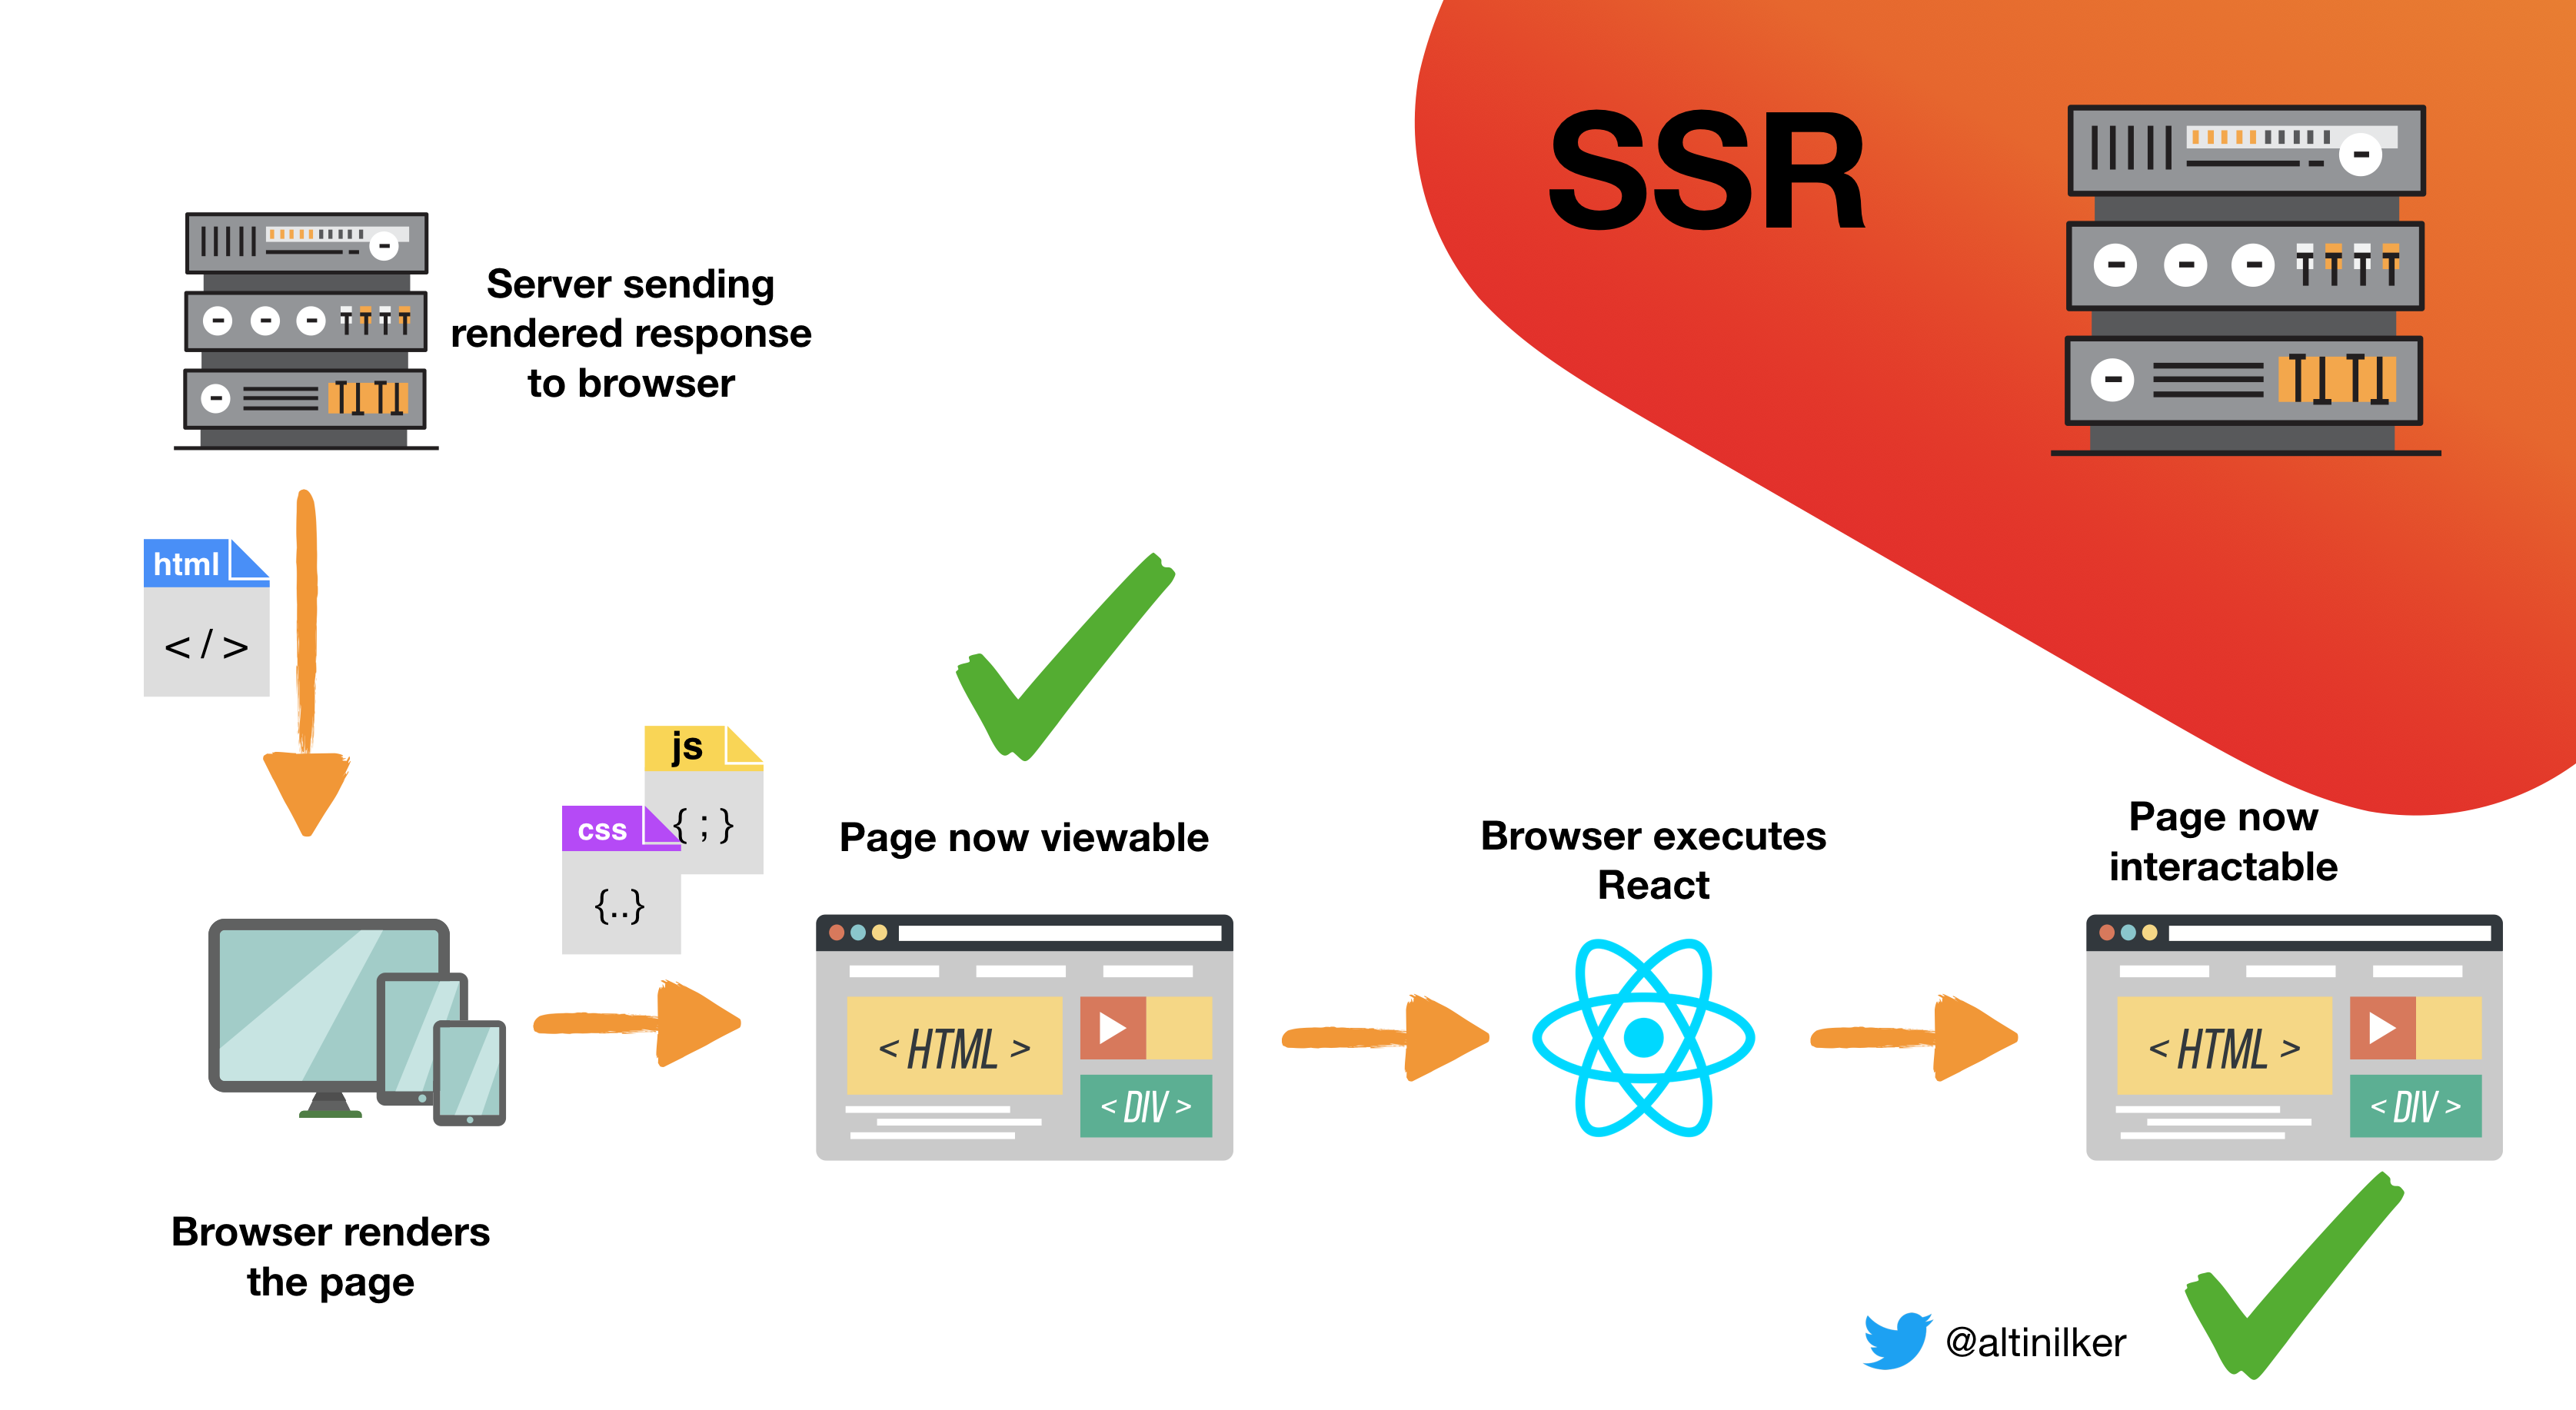 SSR
Server sending
rendered response
to browser
html
</>
js
{ ; }
css
{..}
Page now viewable
< HTML >
< DIV >
Browser executes
React
Page now
interactable
< HTML >
< DIV >
Browser renders
the page
@altinilker